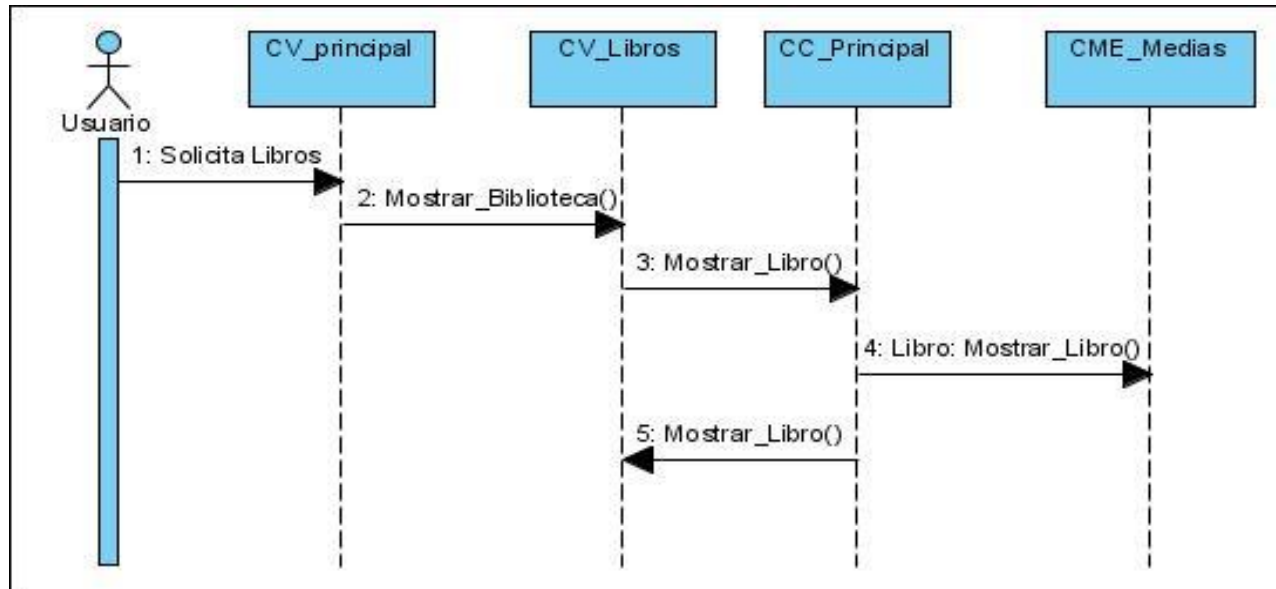 CV_principal
CV_Libros
CC_Principal
CME_Medias
Usuario
1: Solicita Libros
2: Mostrar_Biblioteca()
3: Mostrar_Libro()
4: Libro: Mostrar_Libro()
5: Mostrar_Libro()